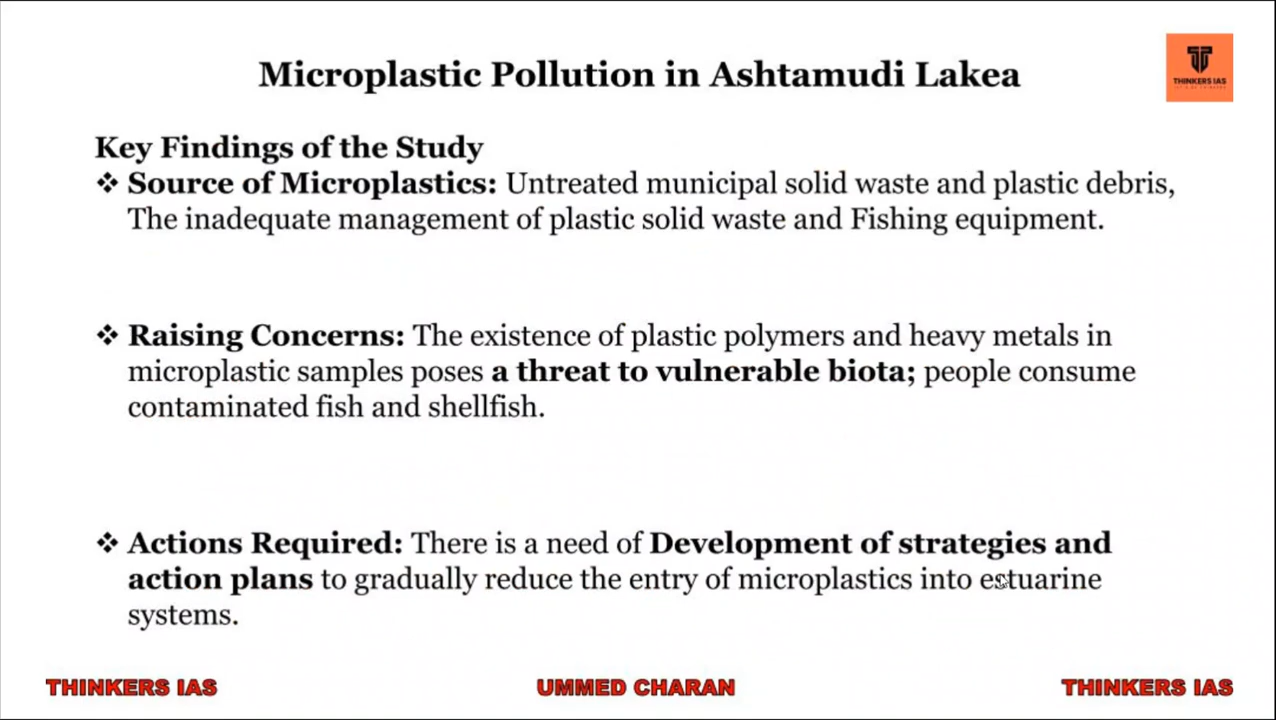 Microplastic Pollution in Ashtamudi Lakea
THINKERS IAS
Key Findings of the Study
❖ Source of Microplastics: Untreated municipal solid waste and plastic debris,
The inadequate management of plastic solid waste and Fishing equipment.
❖ Raising Concerns: The existence of plastic polymers and heavy metals in
microplastic samples poses a threat to vulnerable biota; people consume
contaminated fish and shellfish.
❖ Actions Required: There is a need of Development of strategies and
action plans to gradually reduce the entry of microplastics into estuarine
systems.
THINKERS IAS
UMMED CHARAN
THINKERS IAS